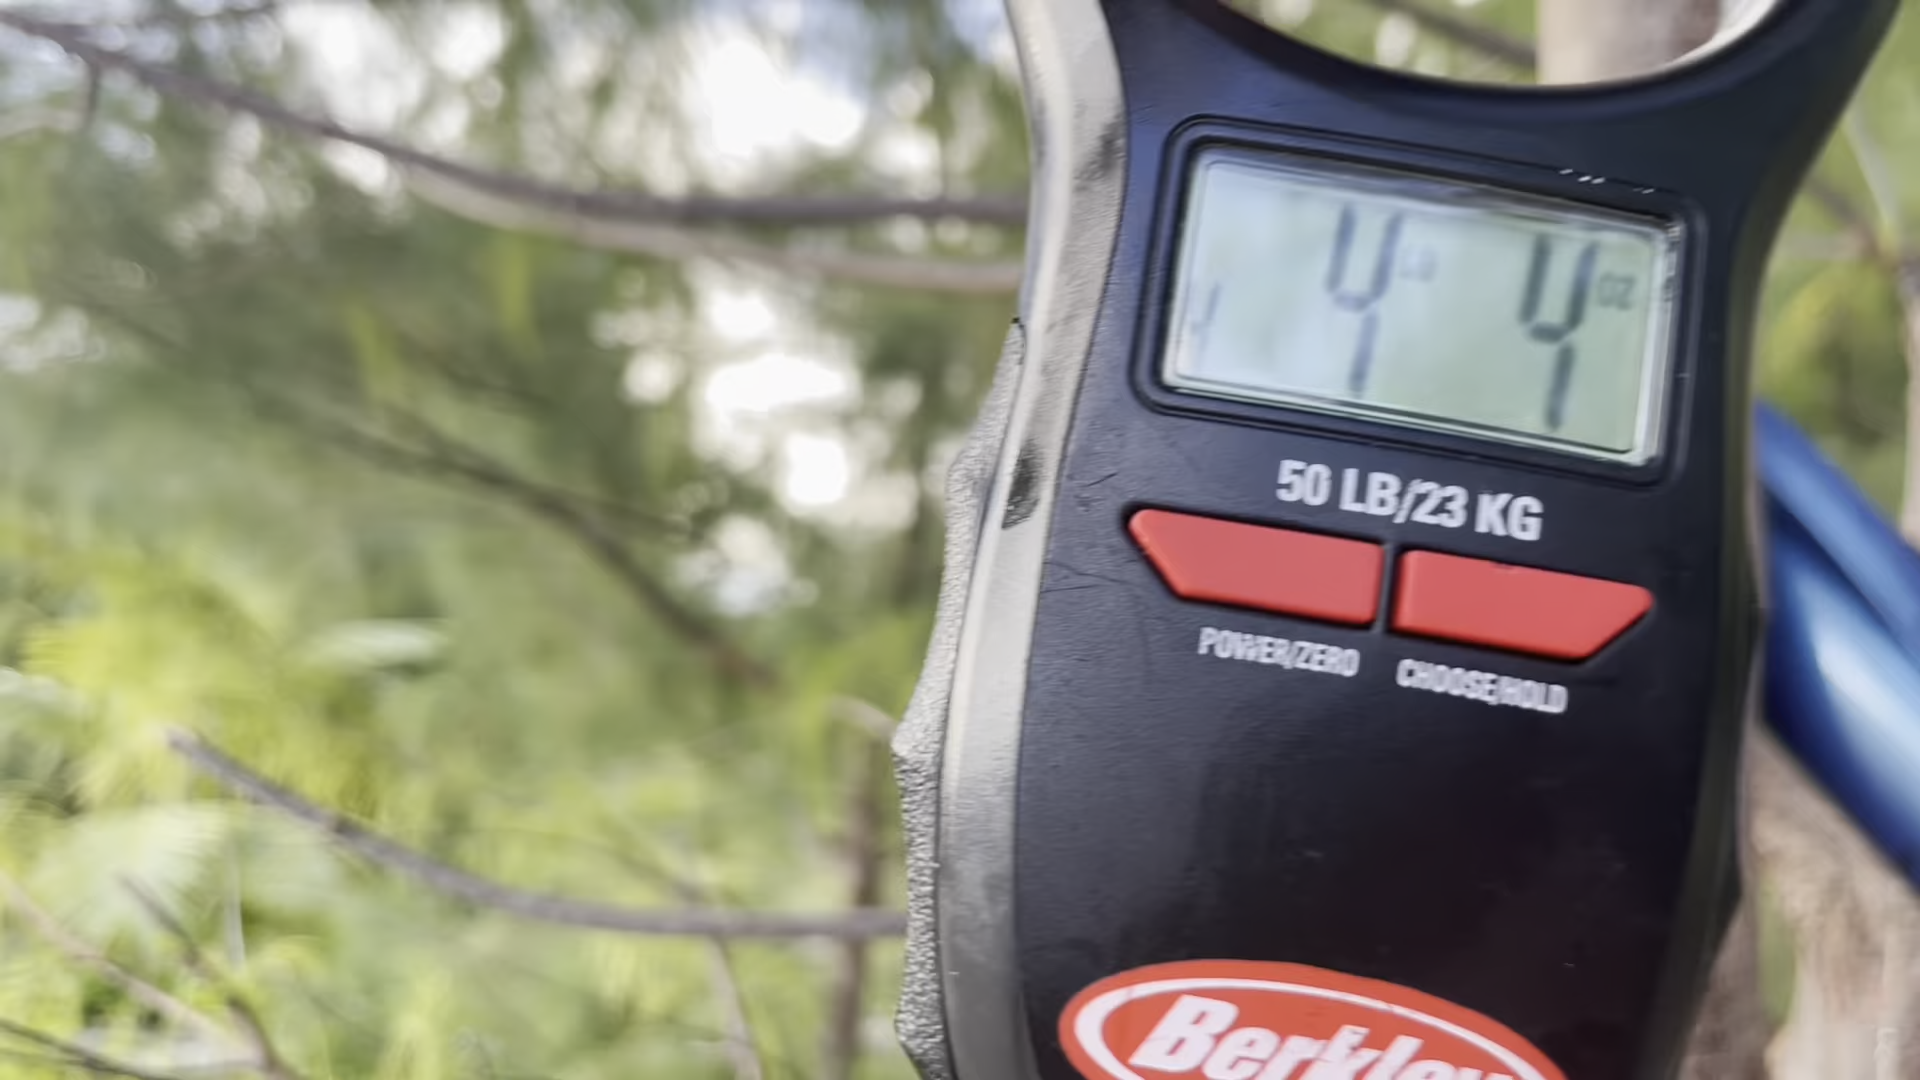 4 LB 4 OZ
50 LB/23 KG
POWER/ZERO CHOOSE/HOLD
Berkley